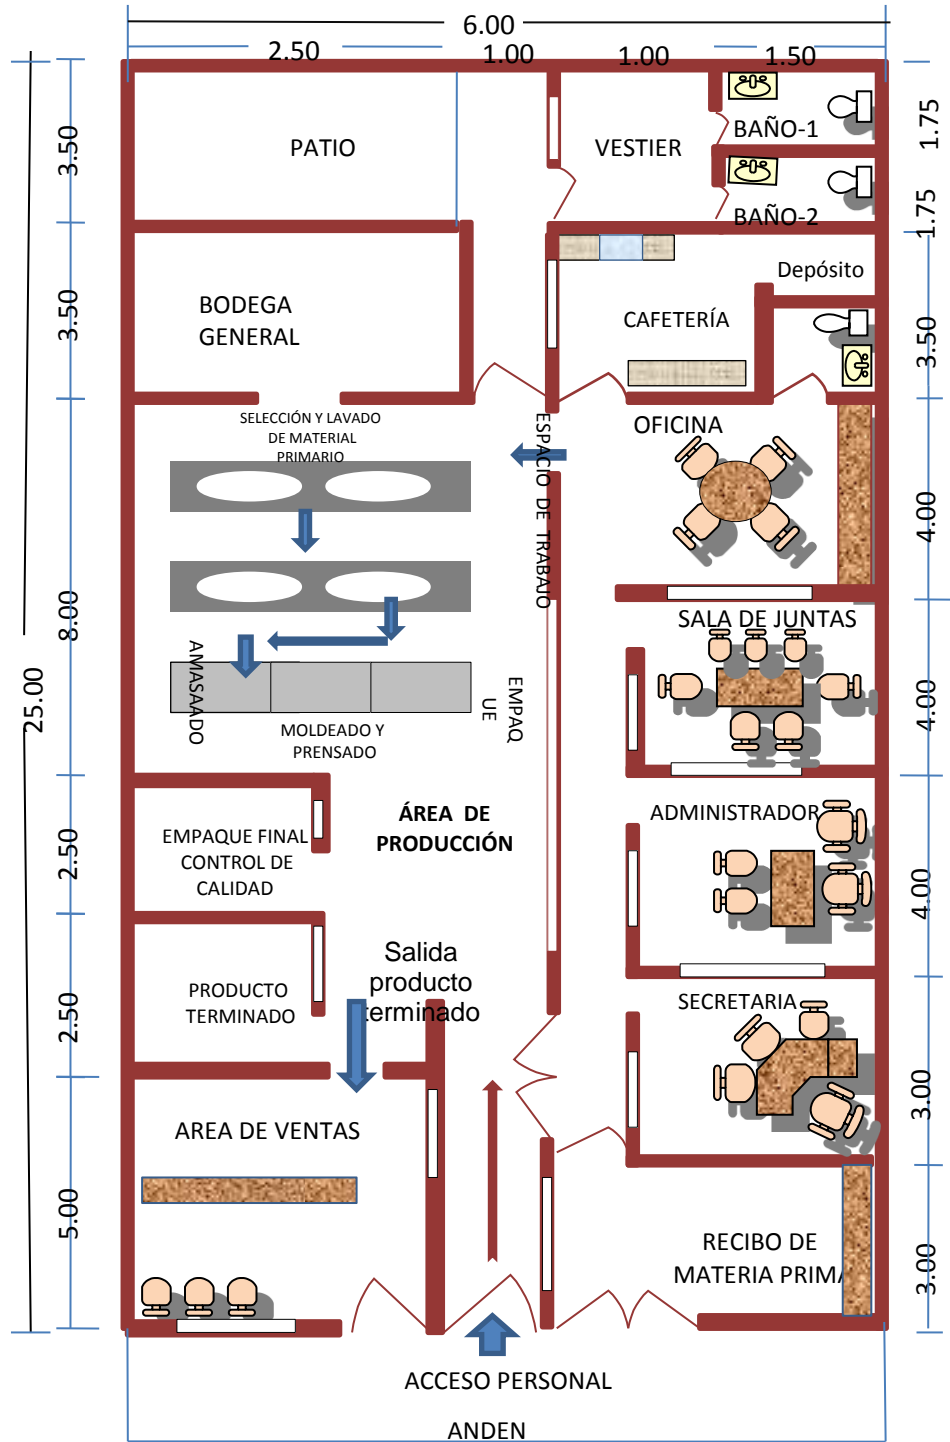 6.00
2.50
1.00
1.00
1.50
25.00
3.50
3.50
8.00
2.50
2.50
5.00
1.75
1.75
3.50
4.00
4.00
4.00
3.00
3.00
PATIO
VESTIER
BAÑO-1
BAÑO-2
BODEGA
GENERAL
CAFETERÍA
Depósito
SELECCIÓN Y LAVADO
DE MATERIAL
PRIMARIO
ESPACIO DE TRABAJO
OFICINA
SALA DE JUNTAS
AMASAADO
MOLDEADO Y
PRENSADO
EMPAQ
UE
ÁREA DE
PRODUCCIÓN
ADMINISTRADOR
EMPAQUE FINAL
CONTROL DE
CALIDAD
Salida
producto
terminado
PRODUCTO
TERMINADO
SECRETARIA
AREA DE VENTAS
RECIBO DE
MATERIA PRIMA
ACCESO PERSONAL
ANDEN